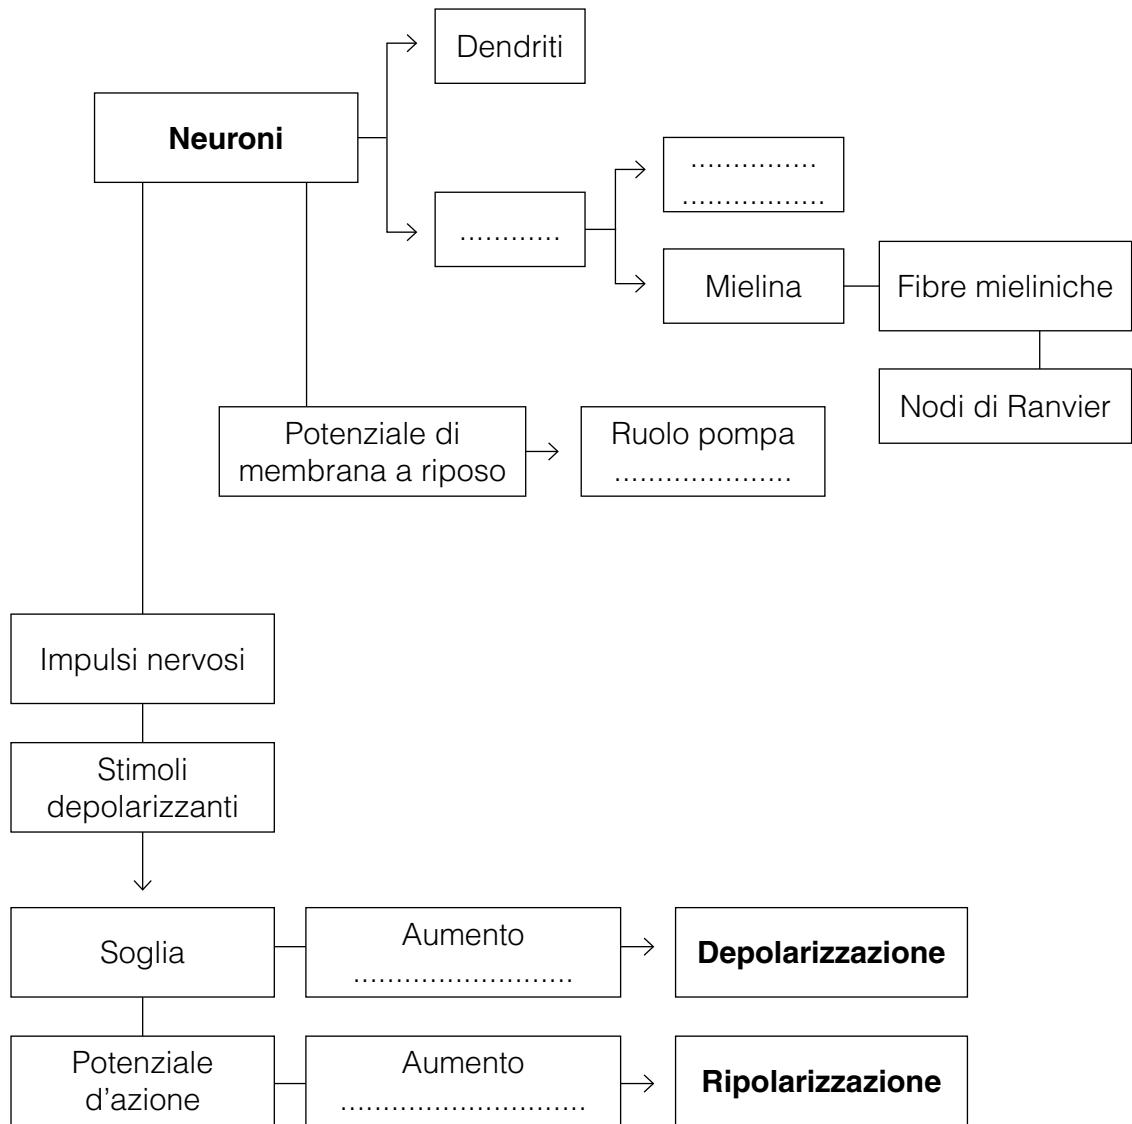 Dendriti
Neuroni
...............
.................
............
Mielina
Fibre mieliniche
Nodi di Ranvier
Potenziale di
membrana a riposo
Ruolo pompa
.....................
Impulsi nervosi
Stimoli
depolarizzanti
Soglia
Aumento
..........................
Depolarizzazione
Potenziale
d'azione
Aumento
.............................
Ripolarizzazione